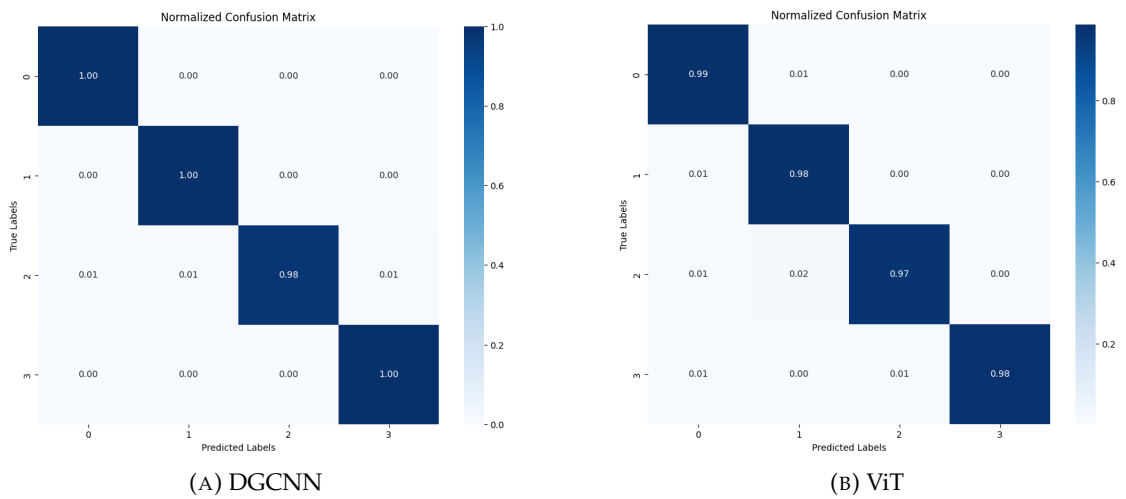 Normalized Confusion Matrix
1.0
0
1.00 0.00 0.00 0.00
0.8
1
0.00 1.00 0.00 0.00
0.6
True Labels
0.4
2
0.01 0.01 0.98 0.01
0.2
3
0.00 0.00 0.00 1.00
0.0
0 1 2 3
Predicted Labels
(A) DGCNN
Normalized Confusion Matrix
0
0.99 0.01 0.00 0.00
0.8
1
0.01 0.98 0.00 0.00
0.6
True Labels
0.4
2
0.01 0.02 0.97 0.00
0.2
3
0.01 0.00 0.01 0.98
0 1 2 3
Predicted Labels
(B) ViT